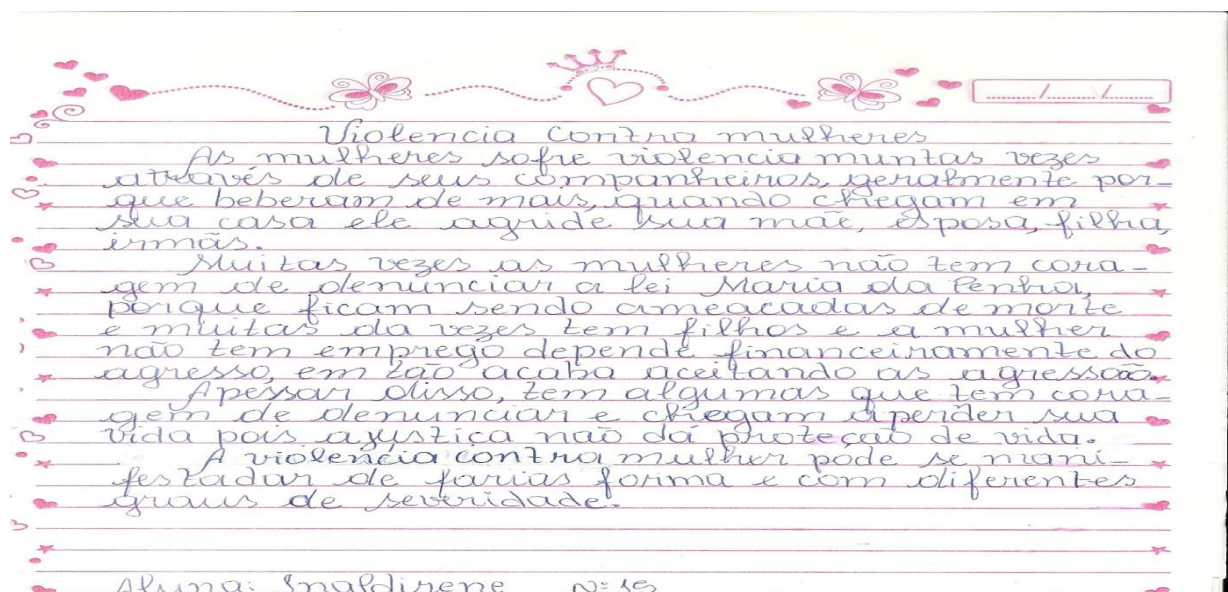 Violencia contra mulheres
As mulheres sofre violencia muntas vezes
através de seus companheiros, geralmente por-
que beberam de mais, quando chegam em
sua casa ele agride sua mãe, esposa, filha,
irmãs.
Muitas vezes as mulheres não tem cora-
gem de denúnciar a lei Maria da Penha,
porque ficam sendo ameacadas de morte
e muitas da vezes tem filhos e a mulher
não tem emprego depende financeiramente do
agresso, em tão acaba aceitando as agressoão.
Apessar disso, tem algumas que tem cora-
gem de denunciar e chegam a perder sua
vida pois a justiça não da proteção de vida.
A violência contra mulher pode se mani-
festadar de farias forma e com diferentes
graus de severidade.
Aluna: Inaldirene Nº 15